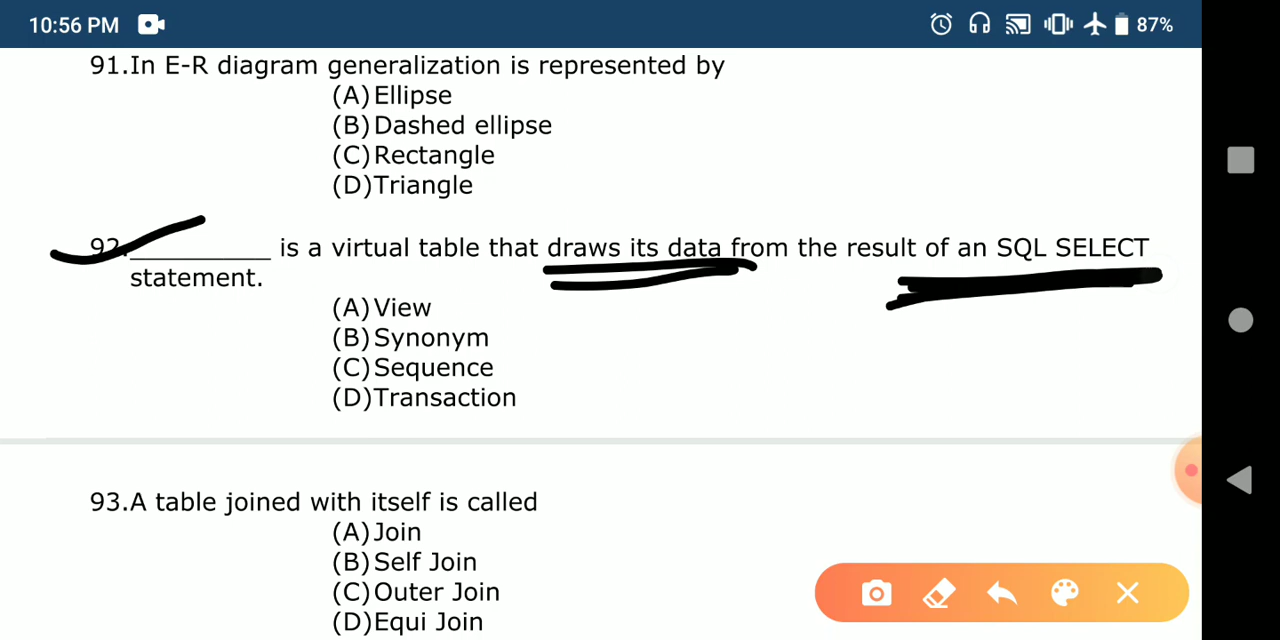 10:56 PM 87%
91.In E-R diagram generalization is represented by
(A)Ellipse
(B)Dashed ellipse
(C)Rectangle
(D)Triangle
92.__________ is a virtual table that draws its data from the result of an SQL SELECT
statement.
(A)View
(B)Synonym
(C)Sequence
(D)Transaction
93.A table joined with itself is called
(A)Join
(B)Self Join
(C)Outer Join
(D)Equi Join